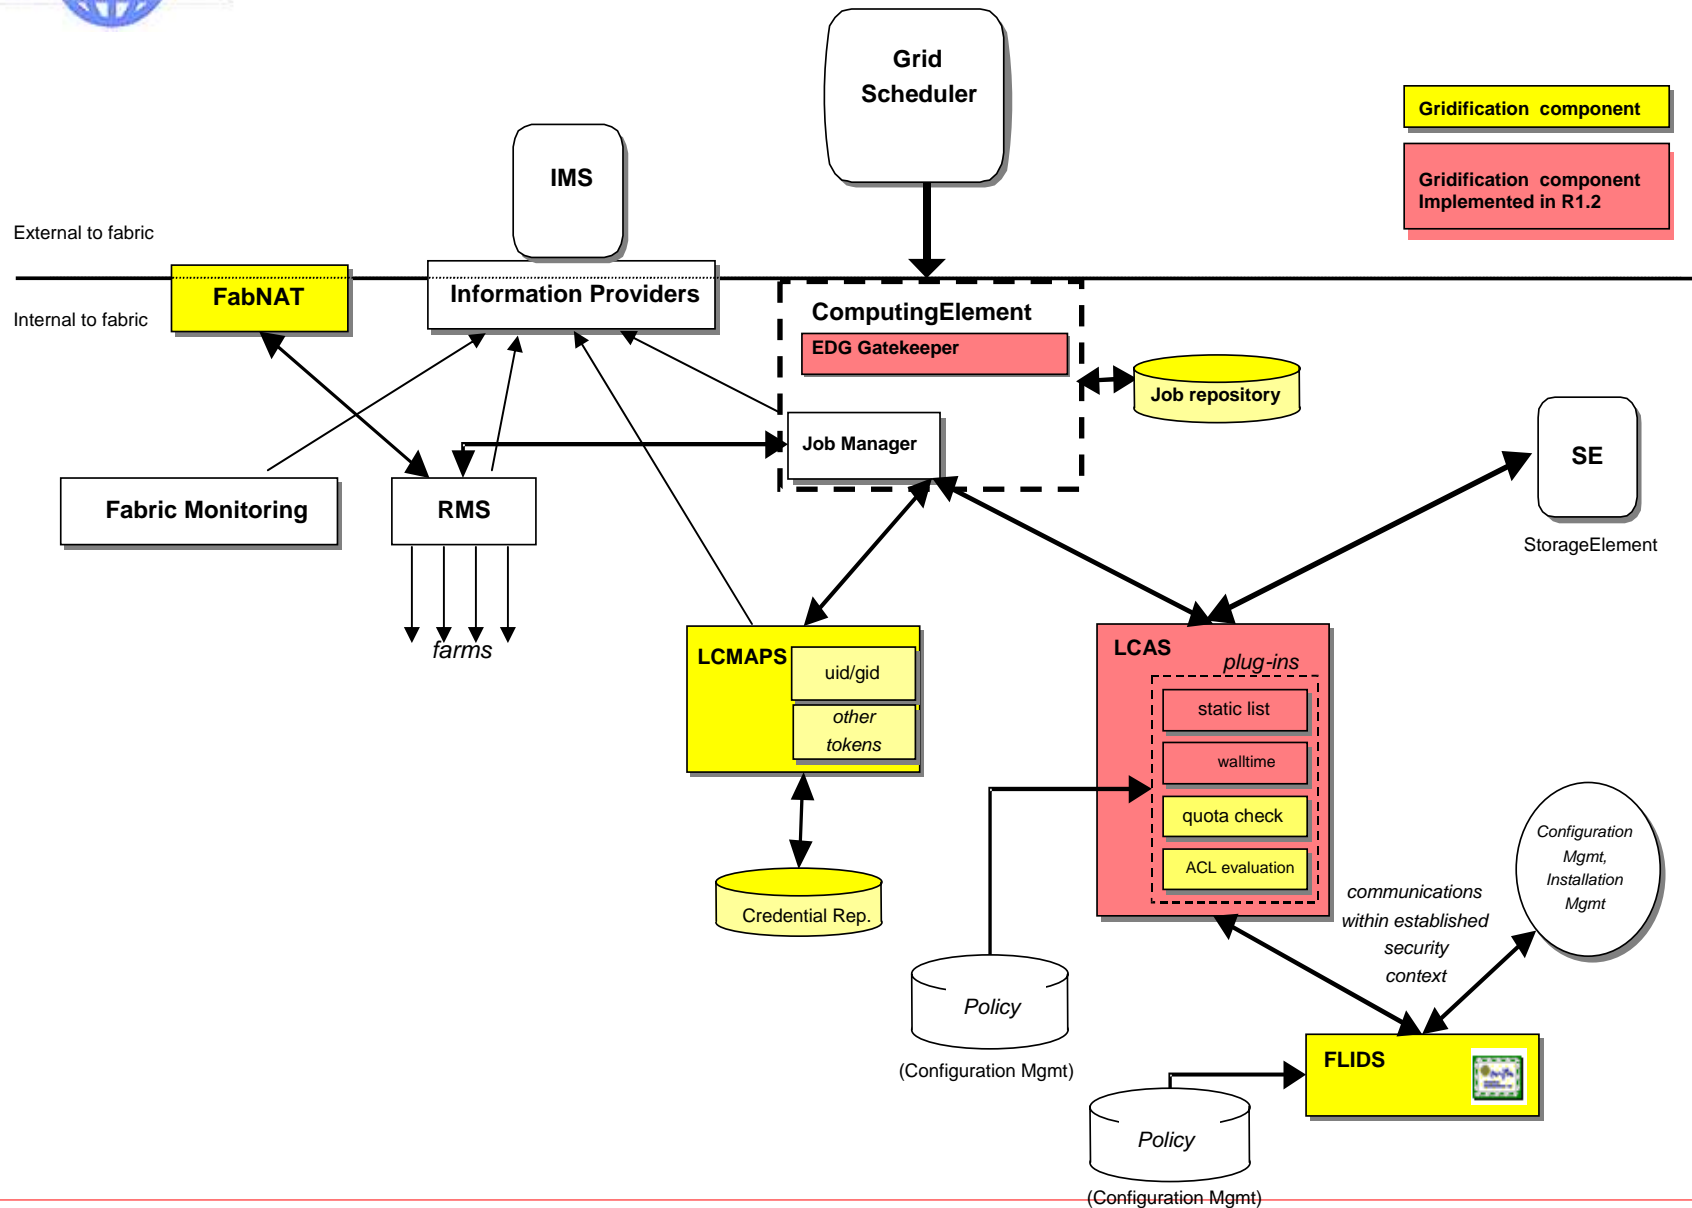 Grid
Scheduler
Gridification component
Gridification component
Implemented in R1.2
IMS
External to fabric
FabNAT
Information Providers
Internal to fabric
ComputingElement
EDG Gatekeeper
Job repository
Job Manager
SE
StorageElement
Fabric Monitoring
RMS
farms
LCMAPS
uid/gid
other
tokens
LCAS
plug-ins
static list
walltime
quota check
ACL evaluation
Credential Rep.
Configuration
Mgmt,
Installation
Mgmt
communications
within established
security
context
Policy
(Configuration Mgmt)
FLIDS
Policy
(Configuration Mgmt)